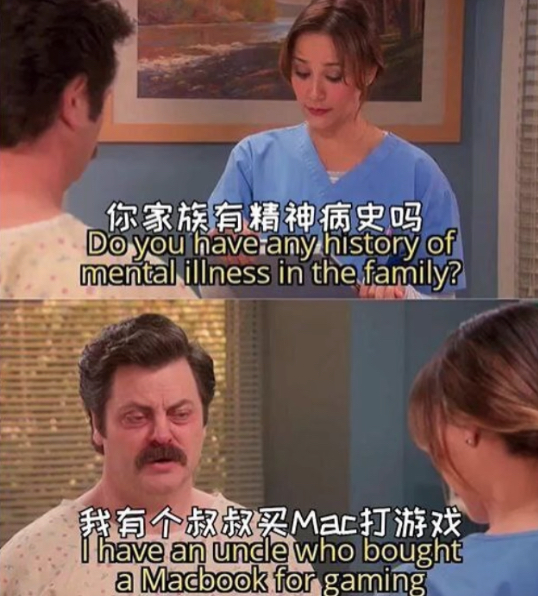 你家族有精神病史吗
Do you have any history of
mental illness in the family?
我有个叔叔买Mac打游戏
I have an uncle who bought
a Macbook for gaming